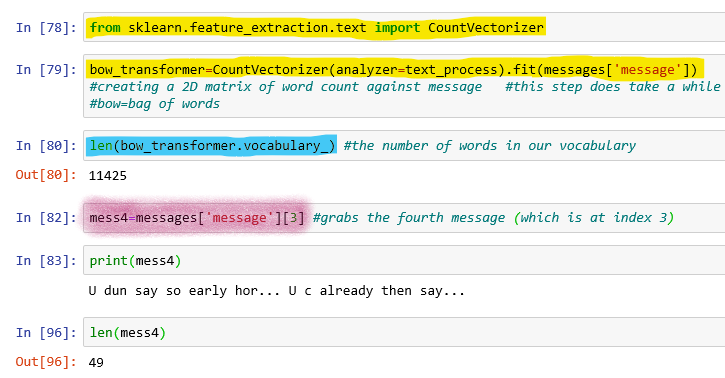 In [78]: from sklearn.feature_extraction.text import CountVectorizer
In [79]: bow_transformer=CountVectorizer(analyzer=text_process).fit(messages['message'])
#creating a 2D matrix of word count against message   #this step does take a while
#bow=bag of words
In [80]: len(bow_transformer.vocabulary_) #the number of words in our vocabulary
Out[80]: 11425
In [82]: mess4=messages['message'][3] #grabs the fourth message (which is at index 3)
In [83]: print(mess4)
U dun say so early hor... U c already then say...
In [96]: len(mess4)
Out[96]: 49